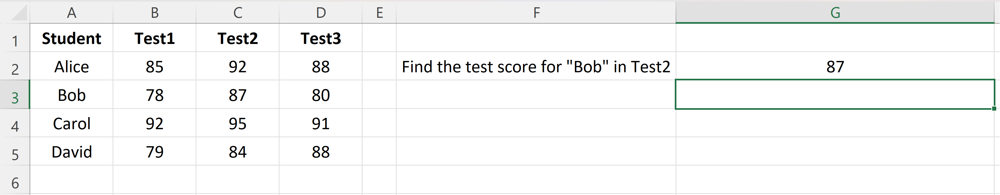 A B C D E F G
1 Student Test1 Test2 Test3
2 Alice 85 92 88 Find the test score for "Bob" in Test2 87
3 Bob 78 87 80
4 Carol 92 95 91
5 David 79 84 88
6